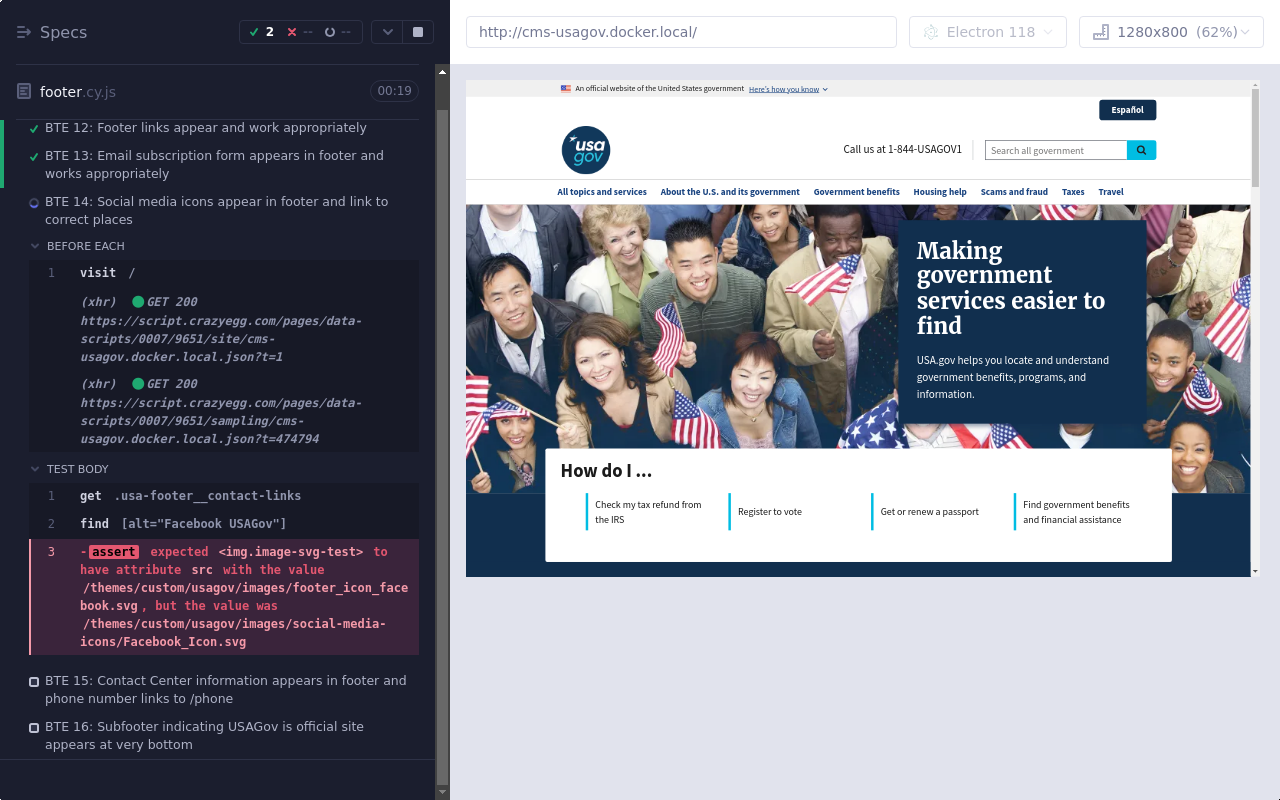 Specs
2
--
--
http://cms-usagov.docker.local/
Electron 118
1280x800 (62%)
footer.cy.js
00:19
BTE 12: Footer links appear and work appropriately
BTE 13: Email subscription form appears in footer and
works appropriately
BTE 14: Social media icons appear in footer and link to
correct places
BEFORE EACH
1 visit /
(xhr) GET 200
https://script.crazyegg.com/pages/data-
scripts/0007/9651/site/cms-
usagov.docker.local.json?t=1
(xhr) GET 200
https://script.crazyegg.com/pages/data-
scripts/0007/9651/sampling/cms-
usagov.docker.local.json?t=474794
TEST BODY
1 get .usa-footer__contact-links
2 find [alt="Facebook USAGov"]
3 -assert expected <img.image-svg-test> to
have attribute src with the value
/themes/custom/usagov/images/footer_icon_face
book.svg, but the value was
/themes/custom/usagov/images/social-media-
icons/Facebook_Icon.svg
BTE 15: Contact Center information appears in footer and
phone number links to /phone
BTE 16: Subfooter indicating USAGov is official site
appears at very bottom
An official website of the United States government Here's how you know
Español
usa
gov
Call us at 1-844-USAGOV1
Search all government
All topics and services About the U.S. and its government Government benefits Housing help Scams and fraud Taxes Travel
Making
government
services easier to
find
USA.gov helps you locate and understand
government benefits, programs, and
information.
How do I ...
Check my tax refund from
the IRS
Register to vote
Get or renew a passport
Find government benefits
and financial assistance